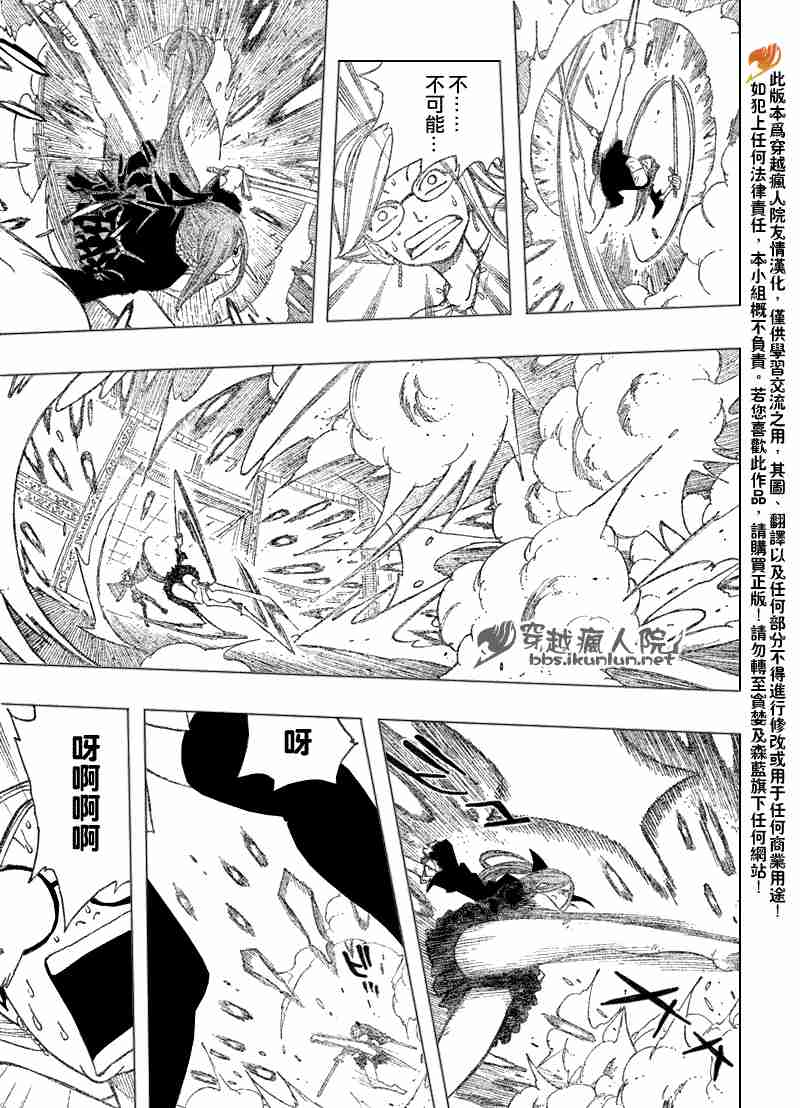 不……
不可能…
呀
呀啊啊啊
穿越瘋人院
bbs.ikunlun.net
此版本爲穿越瘋人院友情漢化，僅供學習交流之用，其圖、翻譯以及任何部分不得進行修改或用于任何商業用途！
如犯上任何法律責任，本小組概不負責。若您喜歡此作品，請購買正版！請勿轉至貪婪及森藍旗下任何網站！